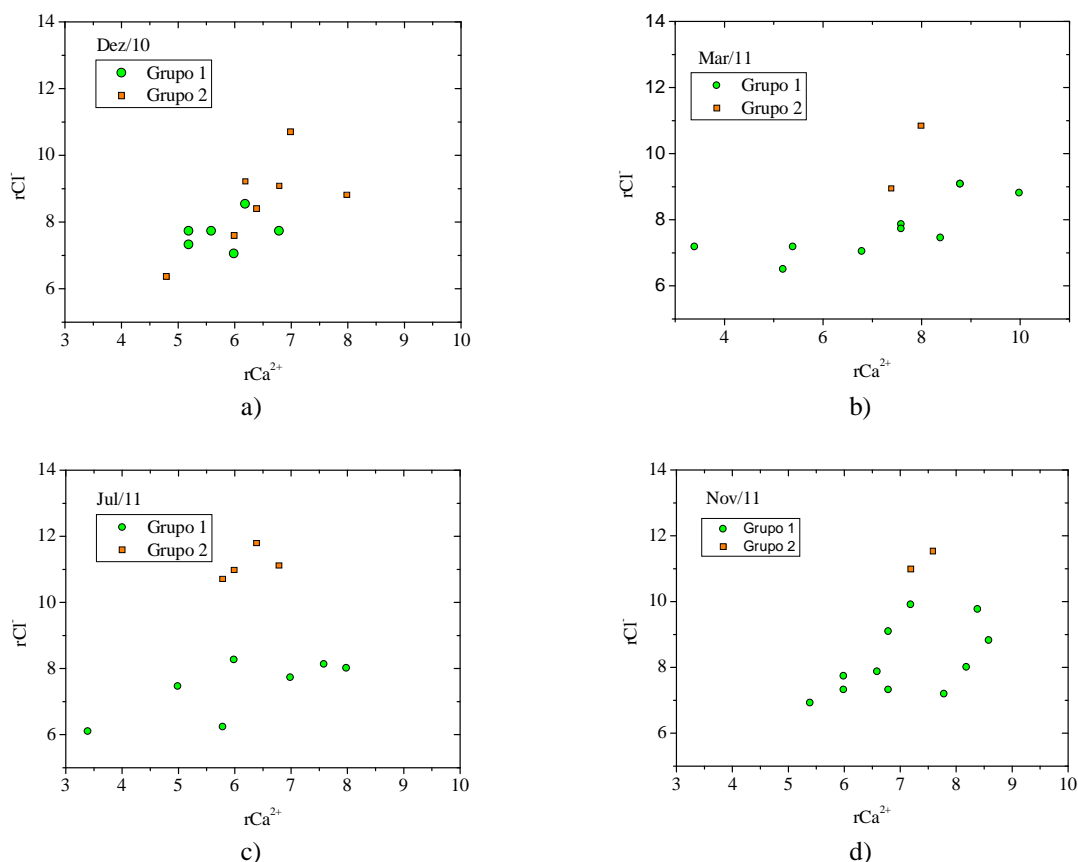 14
12
10
8
6
rCl⁻
Dez/10
Grupo 1
Grupo 2
3 4 5 6 7 8 9 10
rCa²⁺
a)
14
12
10
8
6
rCl⁻
Mar/11
Grupo 1
Grupo 2
4 6 8 10
rCa²⁺
b)
14
12
10
8
6
rCl⁻
Jul/11
Grupo 1
Grupo 2
3 4 5 6 7 8 9 10
rCa²⁺
c)
14
12
10
8
6
rCl⁻
Nov/11
Grupo 1
Grupo 2
3 4 5 6 7 8 9 10
rCa²⁺
d)